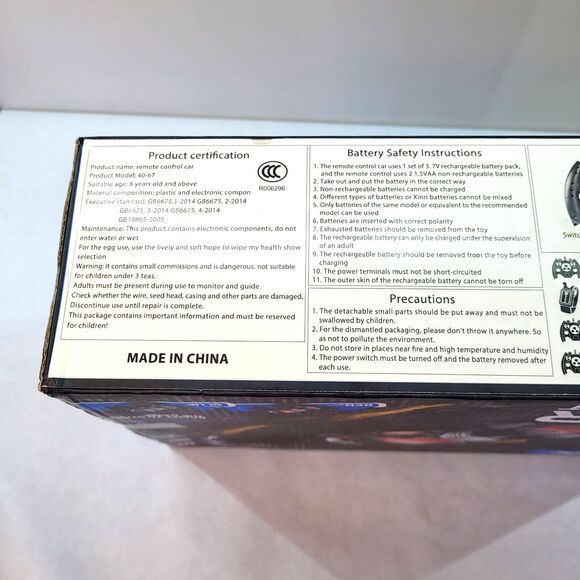 Product certification
Product name: remote control car
Product Model: 40-67
Suitable age: 8 years old and above
Material composition: plastic and electronic compon
Executive standard: GB6675,1-2014 GB6675, 2-2014
GB6675, 3-2014 GB6675, 4-2014
GB19865-2005
Maintenance: This product contains electronic components, do not
enter water or wet
For the egg use, use the lively and soft hope to wipe my health show
selection
Warning: It contains small commissions and is dangerous, not suitable
for children under 3 teas.
Adults must be present during use to monitor and guide
Check whether the wire, seed head, casing and other parts are damaged,
Discontinue use until repair is complete.
This package contains important information and must be reserved
for children!
CCC
R006296
MADE IN CHINA
Battery Safety Instructions
1. The remote control car uses 1 set of 3. 7V rechargeable battery pack,
and the remote control uses 2 1.5VAA non-rechargeable batteries
2. Take out and put the battery in the correct way
3. Non-rechargeable batteries cannot be charged
4. Different types of batteries or Xinri batteries cannot be mixed
5. Only batteries of the same model or equivalent to the recommended
model can be used
6. Batteries are inserted with correct polarity
7. Exhausted batteries should be removed from the toy
8. The rechargeable battery can only be charged under the supervision
of an adult
9. The rechargeable battery should be removed from the toy before
charging
10. The power terminals must not be short-circuited
11. The outer skin of the rechargeable battery cannot be turn off
Precautions
1. The detachable small parts should be put away and must not be
swallowed by children.
2. For the dismantled packaging, please don't throw it anywhere. So
as not to pollute the environment.
3. Do not store in places near fire and high temperature and humidity
4. The power switch must be turned off and the battery removed after
each use.
Switc